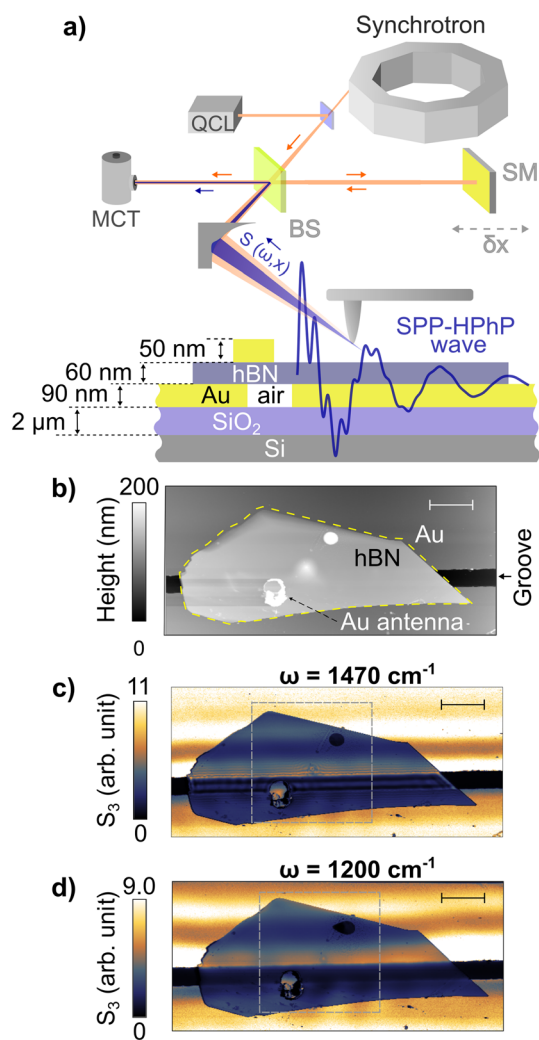 a)
Synchrotron
QCL
MCT
BS
SM
δx
S (ω,x)
SPP-HPhP
wave
50 nm
60 nm
hBN
90 nm
Au
air
2 µm
SiO₂
Si
b)
Height (nm)
200
0
Au
hBN
Au antenna
Groove
c)
ω = 1470 cm⁻¹
S₃ (arb. unit)
11
0
d)
ω = 1200 cm⁻¹
S₃ (arb. unit)
9.0
0